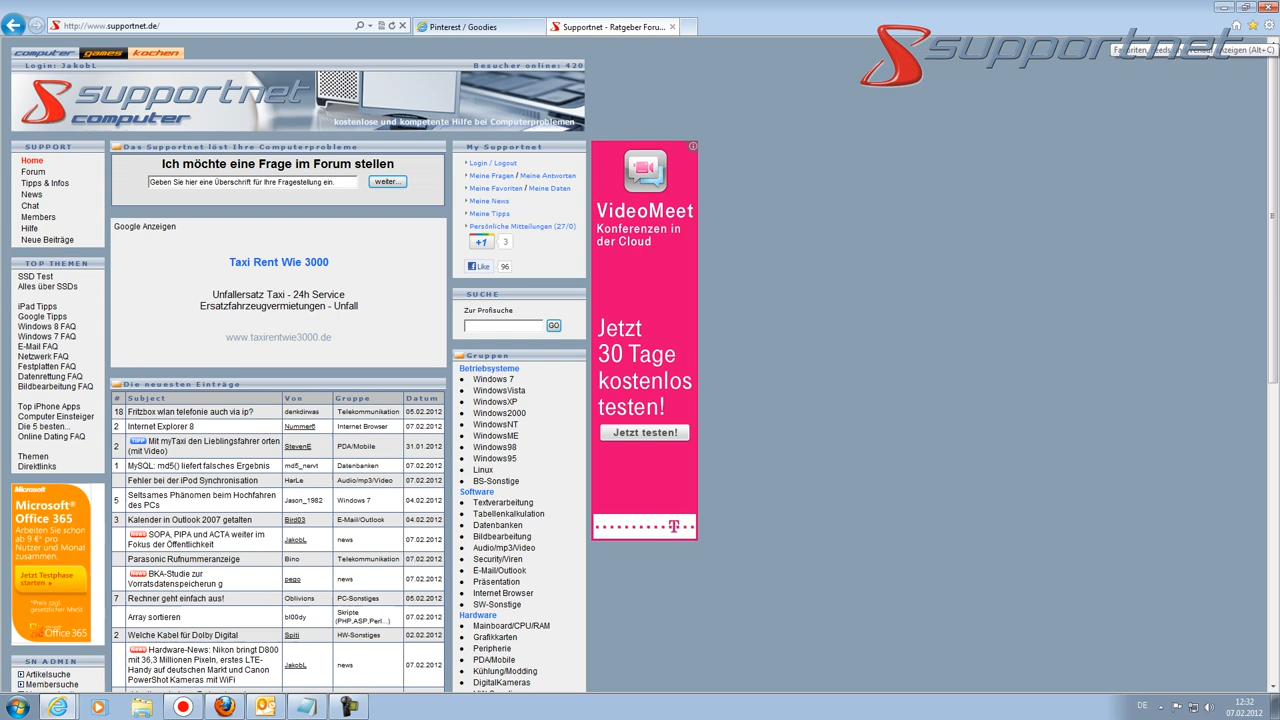 http://www.supportnet.de/
Pinterest / Goodies
Supportnet - Ratgeber Foru...
supportnet
computer games kochen
Login: JakobL
Besucher online: 420
supportnet
computer
kostenlose und kompetente Hilfe bei Computerproblemen
SUPPORT
Home
Forum
Tipps & Infos
News
Chat
Members
Hilfe
Neue Beiträge
TOP THEMEN
SSD Test
Alles über SSDs
iPad Tipps
Google Tipps
Windows 8 FAQ
Windows 7 FAQ
E-Mail FAQ
Netzwerk FAQ
Festplatten FAQ
Datenrettung FAQ
Bildbearbeitung FAQ
Top iPhone Apps
Computer Einsteiger
Die 5 besten...
Online Dating FAQ
Themen
Direktlinks
Microsoft
Microsoft®
Office 365
Arbeiten Sie schon
ab 9 €* pro
Nutzer und Monat
zusammen.
Jetzt Testphase
starten
*Preis zzgl.
gesetzlicher MwSt
Office 365
SN ADMIN
Artikelsuche
Membersuche
Das Supportnet löst Ihre Computerprobleme
Ich möchte eine Frage im Forum stellen
Geben Sie hier eine Überschrift für Ihre Fragestellung ein.
weiter...
Google Anzeigen
Taxi Rent Wie 3000
Unfallersatz Taxi - 24h Service
Ersatzfahrzeugvermietungen - Unfall
www.taxirentwie3000.de
Die neuesten Einträge
# Subject Von Gruppe Datum
18 Fritzbox wlan telefonie auch via ip? denkdirwas Telekommunikation 05.02.2012
2 Internet Explorer 8 Nummer6 Internet Browser 07.02.2012
2 TIPP Mit myTaxi den Lieblingsfahrer orten (mit Video) StevenE PDA/Mobile 31.01.2012
1 MySQL: md5() liefert falsches Ergebnis md5_nervt Datenbanken 07.02.2012
Fehler bei der iPod Synchronisation HarLe Audio/mp3/Video 07.02.2012
5 Seltsames Phänomen beim Hochfahren des PCs Jason_1982 Windows 7 04.02.2012
3 Kalender in Outlook 2007 getalten Bird03 E-Mail/Outlook 04.02.2012
News SOPA, PIPA und ACTA weiter im Fokus der Öffentlichkeit JakobL news 07.02.2012
Parasonic Rufnummeranzeige Bino Telekommunikation 07.02.2012
News BKA-Studie zur Vorratsdatenspeicherun g pego news 07.02.2012
7 Rechner geht einfach aus! Oblivions PC-Sonstiges 05.02.2012
Array sortieren bl00dy Skripte (PHP,ASP,Perl...) 07.02.2012
2 Welche Kabel für Dolby Digital Spiti HW-Sonstiges 02.02.2012
News Hardware-News: Nikon bringt D800 mit 36,3 Millionen Pixeln, erstes LTE-Handy auf deutschen Markt und Canon PowerShot Kameras mit WiFi JakobL news 07.02.2012
My Supportnet
Login / Logout
Meine Fragen / Meine Antworten
Meine Favoriten / Meine Daten
Meine News
Meine Tipps
Persönliche Mitteilungen (27/0)
+1 3
Like 96
SUCHE
Zur Profisuche
GO
Gruppen
Betriebsysteme
Windows 7
WindowsVista
WindowsXP
Windows2000
WindowsNT
WindowsME
Windows98
Windows95
Linux
BS-Sonstige
Software
Textverarbeitung
Tabellenkalkulation
Datenbanken
Bildbearbeitung
Audio/mp3/Video
Security/Viren
E-Mail/Outlook
Präsentation
Internet Browser
SW-Sonstige
Hardware
Mainboard/CPU/RAM
Grafikkarten
Peripherie
PDA/Mobile
Kühlung/Modding
DigitalKameras
VideoMeet
Konferenzen in
der Cloud
Jetzt
30 Tage
kostenlos
testen!
Jetzt testen!
T
DE
12:32
07.02.2012